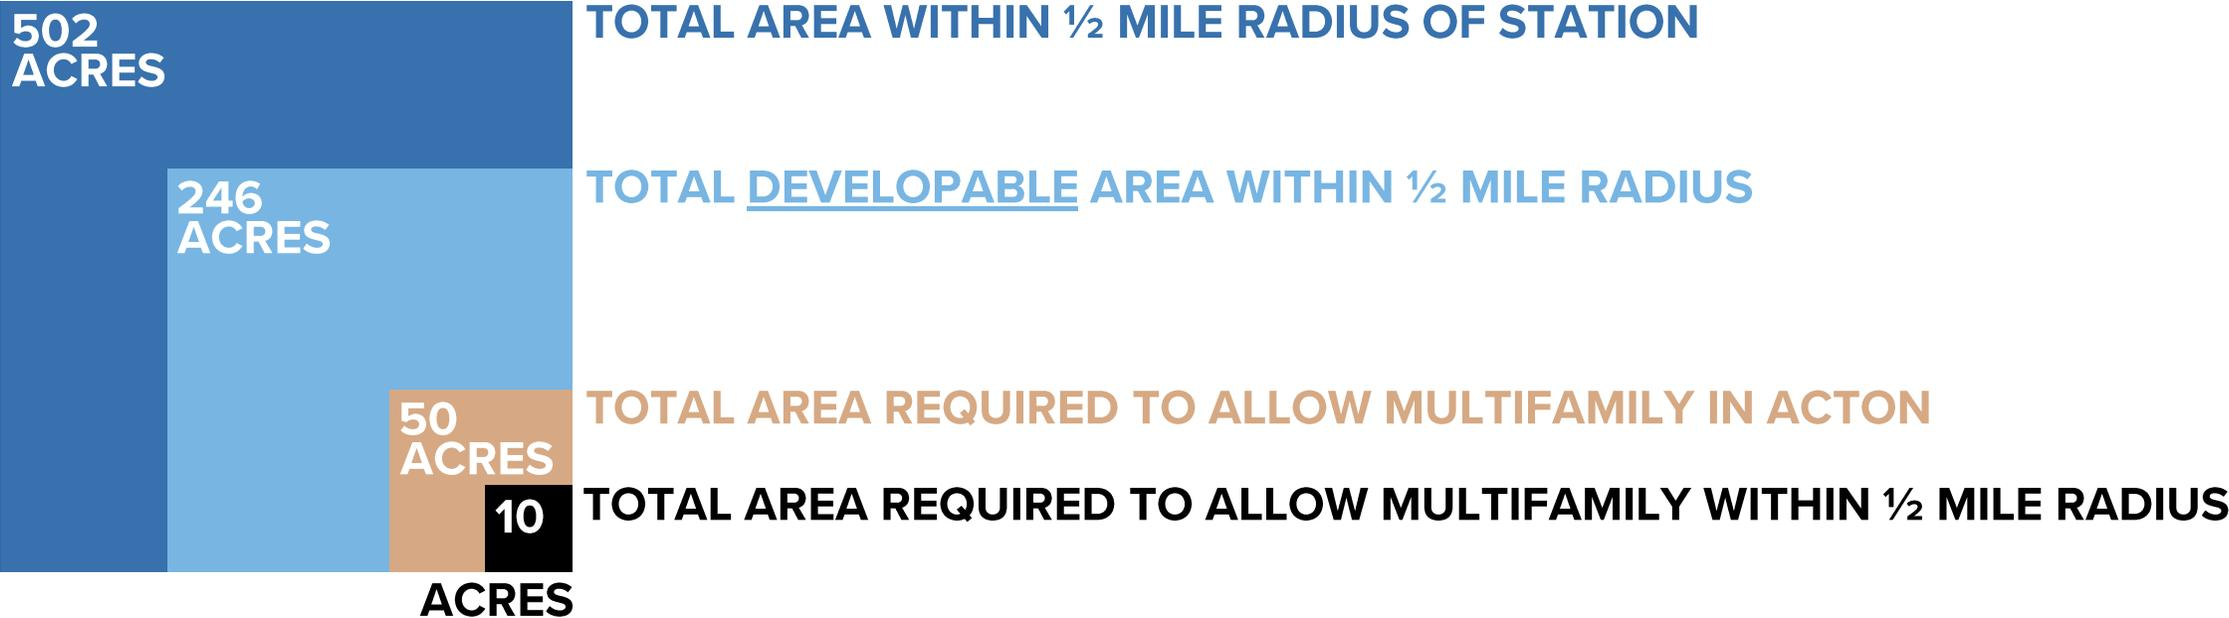 502
ACRES
TOTAL AREA WITHIN ½ MILE RADIUS OF STATION
246
ACRES
TOTAL DEVELOPABLE AREA WITHIN ½ MILE RADIUS
50
ACRES
TOTAL AREA REQUIRED TO ALLOW MULTIFAMILY IN ACTON
10
ACRES
TOTAL AREA REQUIRED TO ALLOW MULTIFAMILY WITHIN ½ MILE RADIUS